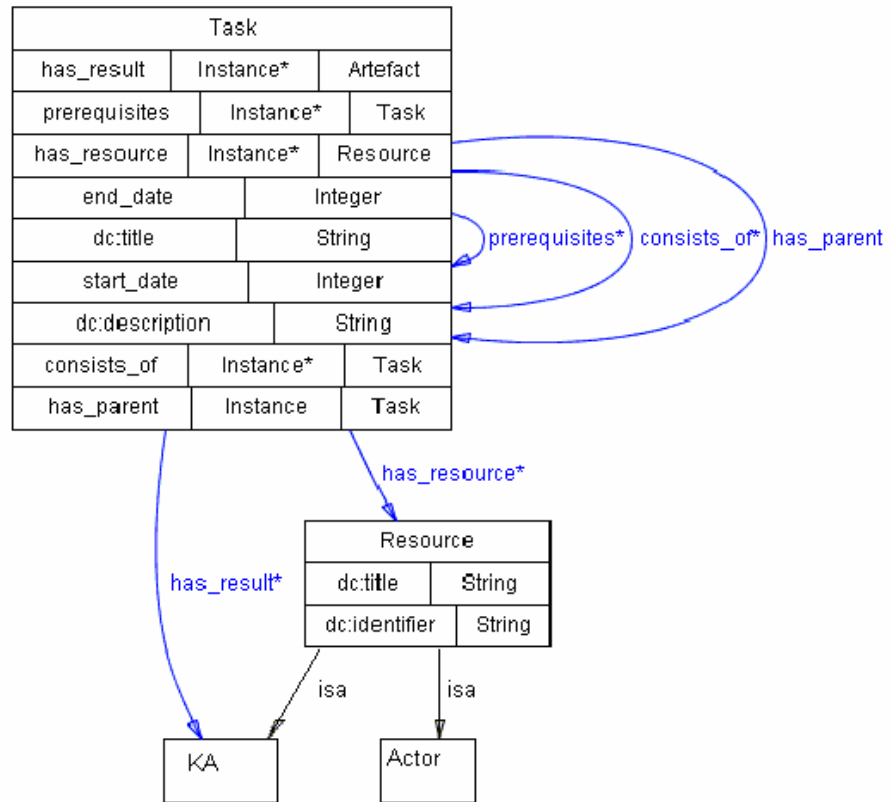 Task
has_result Instance* Artefact
prerequisites Instance* Task
has_resource Instance* Resource
end_date Integer
dc:title String
prerequisites* consists_of* has_parent
start_date Integer
dc:description String
consists_of Instance* Task
has_parent Instance Task
has_resource*
Resource
dc:title String
has_result*
dc:identifier String
isa isa
KA Actor